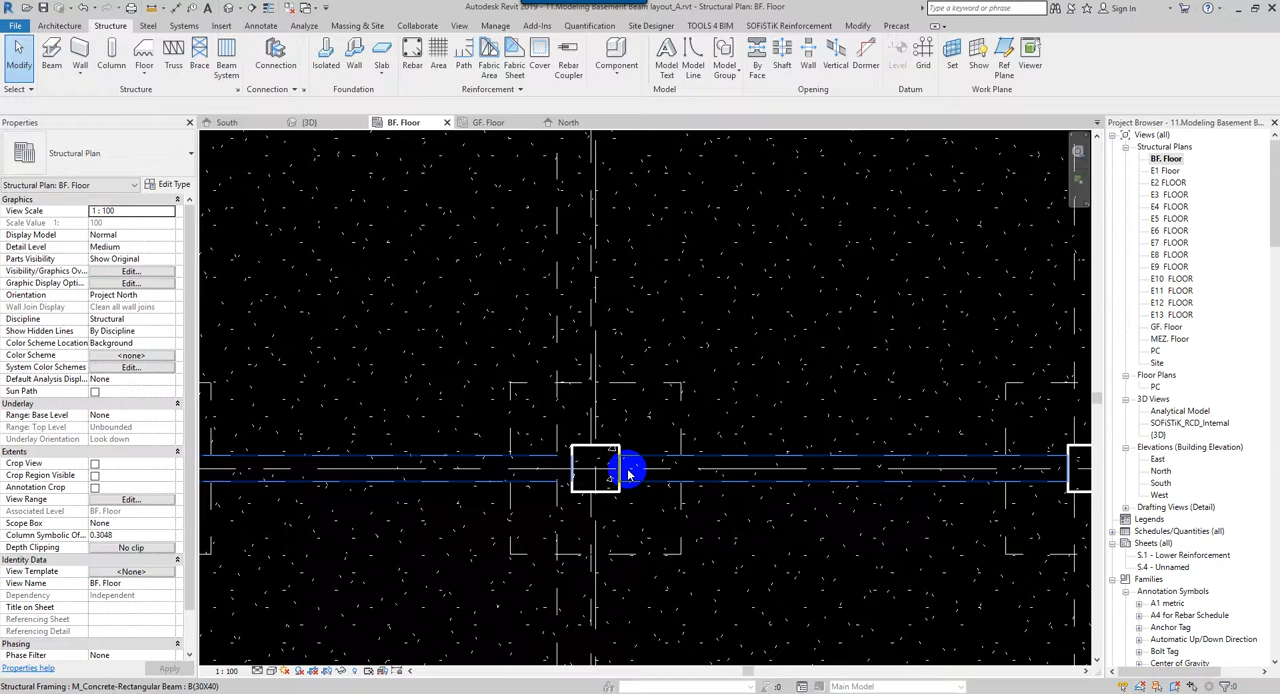 Autodesk Revit 2019 - 11.Modeling Basement Beam layout_A.rvt - Structural Plan: BF. Floor
Type a keyword or phrase
Sign In
File
Architecture
Structure
Steel
Systems
Insert
Annotate
Analyze
Massing & Site
Collaborate
View
Manage
Add-Ins
Quantification
Site Designer
TOOLS 4 BIM
SOFiSTiK Reinforcement
Modify
Precast
Modify
Beam
Wall
Column
Floor
Truss
Brace
Beam System
Connection
Isolated
Wall
Slab
Rebar
Area
Path
Fabric Area
Fabric Sheet
Cover
Rebar Coupler
Component
Model Text
Model Line
Model Group
By Face
Shaft
Wall
Vertical
Dormer
Level
Grid
Set
Show
Ref Plane
Viewer
Select
Structure
Connection
Foundation
Reinforcement
Model
Opening
Datum
Work Plane
Properties
South
{3D}
BF. Floor
GF. Floor
North
Project Browser - 11.Modeling Basement B...
Structural Plan
Structural Plan: BF. Floor
Edit Type
Graphics
View Scale 1 : 100
Scale Value 1: 100
Display Model Normal
Detail Level Medium
Parts Visibility Show Original
Visibility/Graphics Ov... Edit...
Graphic Display Opti... Edit...
Orientation Project North
Wall Join Display Clean all wall joins
Discipline Structural
Show Hidden Lines By Discipline
Color Scheme Location Background
Color Scheme <none>
System Color Schemes Edit...
Default Analysis Displ... None
Sun Path
Underlay
Range: Base Level None
Range: Top Level Unbounded
Underlay Orientation Look down
Extents
Crop View
Crop Region Visible
Annotation Crop
View Range Edit...
Associated Level BF. Floor
Scope Box None
Column Symbolic Of... 0.3048
Depth Clipping No clip
Identity Data
View Template <None>
View Name BF. Floor
Dependency Independent
Title on Sheet
Referencing Sheet
Referencing Detail
Phasing
Phase Filter None
Properties help
Apply
Views (all)
Structural Plans
BF. Floor
E1 Floor
E2 FLOOR
E3 FLOOR
E4 FLOOR
E5 FLOOR
E6 FLOOR
E7 FLOOR
E8 FLOOR
E9 FLOOR
E10 FLOOR
E11 FLOOR
E12 FLOOR
E13 FLOOR
GF. Floor
MEZ. Floor
PC
Site
Floor Plans
PC
3D Views
Analytical Model
SOFiSTiK_RCD_Internal
{3D}
Elevations (Building Elevation)
East
North
South
West
Drafting Views (Detail)
Legends
Schedules/Quantities (all)
Sheets (all)
S.1 - Lower Reinforcement
S.4 - Unnamed
Families
Annotation Symbols
A1 metric
A4 for Rebar Schedule
Anchor Tag
Automatic Up/Down Direction
Bolt Tag
Center of Gravity
1 : 100
Structural Framing : M_Concrete-Rectangular Beam : B(30X40)
:0
Main Model
:0